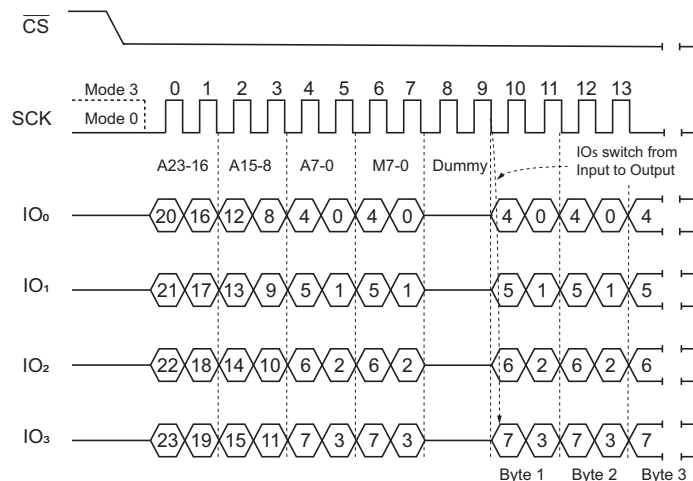 CS
Mode 3 0 1 2 3 4 5 6 7 8 9 10 11 12 13
SCK
Mode 0
A23-16 A15-8 A7-0 M7-0 Dummy IOs switch from
Input to Output
IO₀ 20 16 12 8 4 0 4 0 4 0 4 0 4
IO₁ 21 17 13 9 5 1 5 1 5 1 5 1 5
IO₂ 22 18 14 10 6 2 6 2 6 2 6 2 6
IO₃ 23 19 15 11 7 3 7 3 7 3 7 3 7
Byte 1 Byte 2 Byte 3